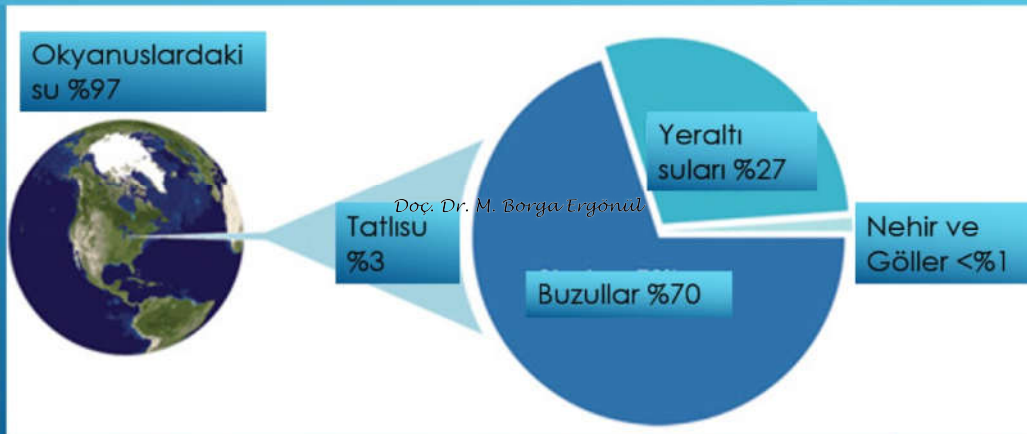 Okyanuslardaki
su %97
Yeraltı
suları %27
Doç. Dr. M. Borga Ergönül
Tatlısu
%3
Nehir ve
Göller <%1
Buzullar %70